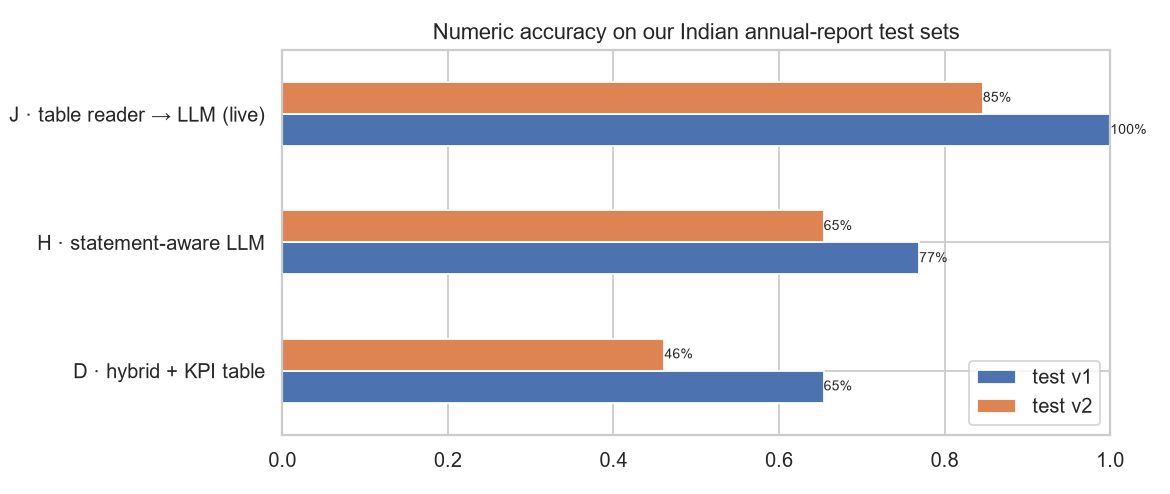 Numeric accuracy on our Indian annual-report test sets
J · table reader → LLM (live)
85%
100%
H · statement-aware LLM
65%
77%
D · hybrid + KPI table
46%
65%
test v1
test v2
0.0 0.2 0.4 0.6 0.8 1.0